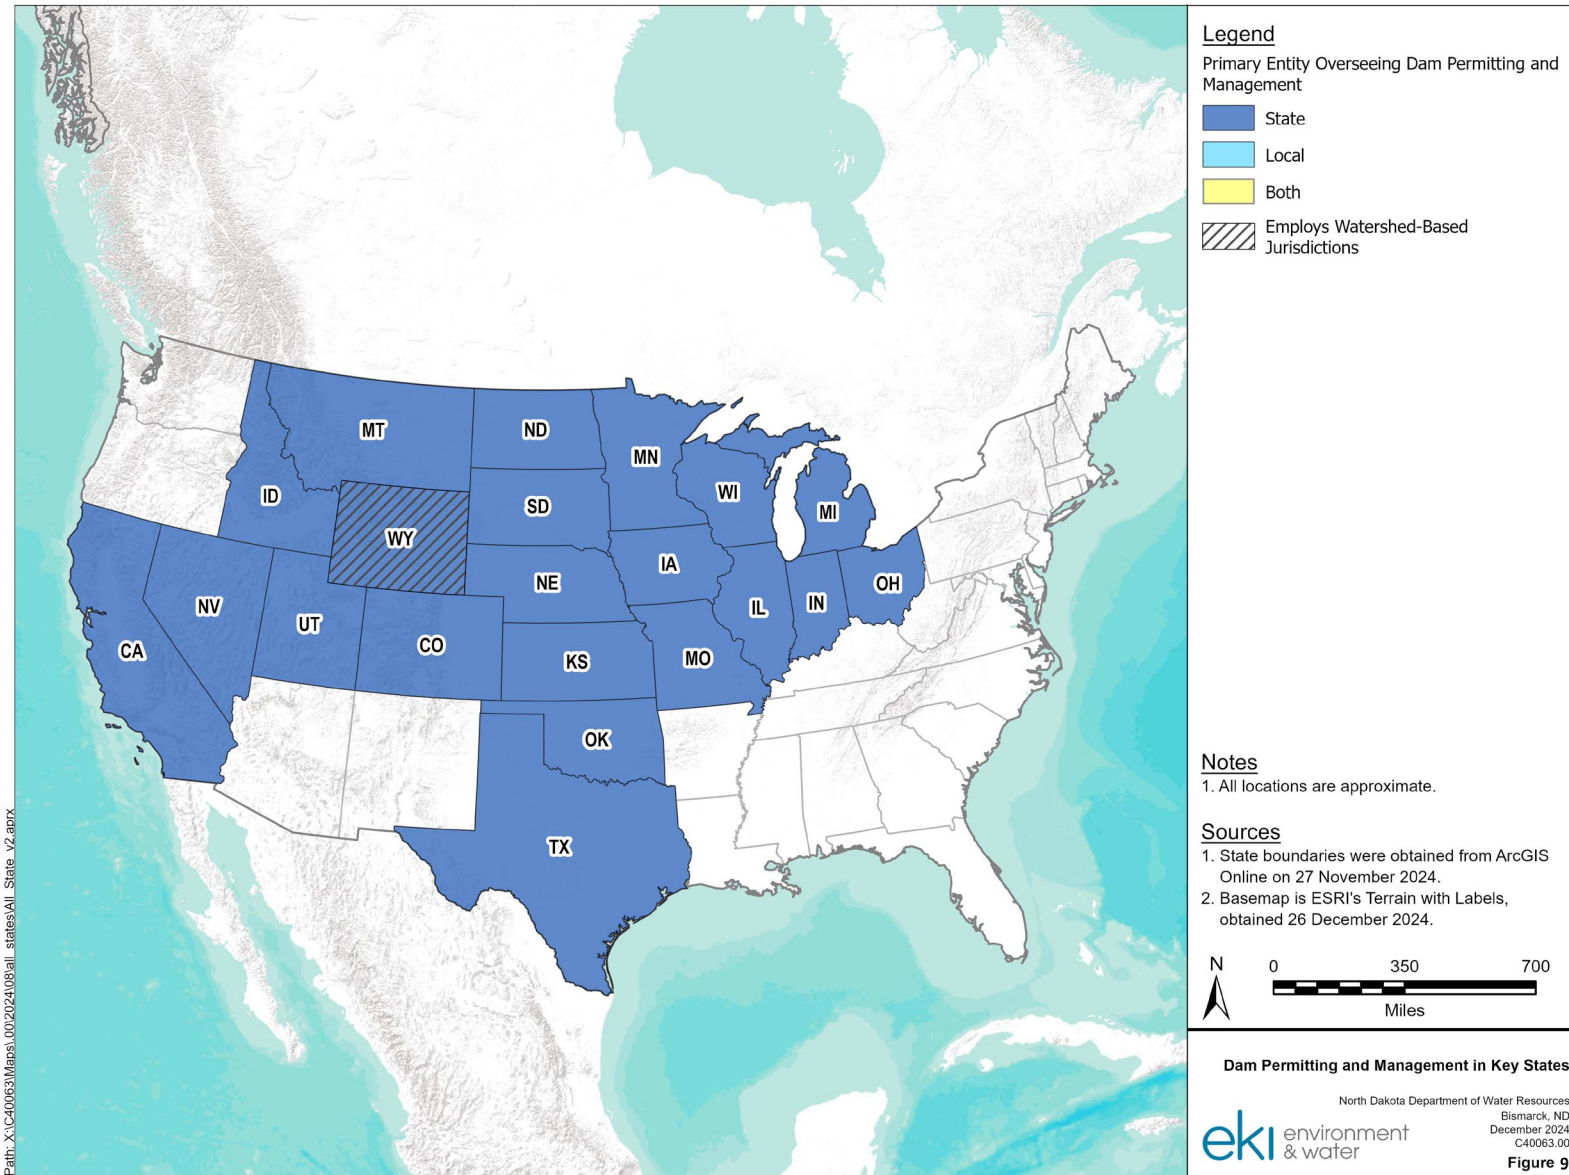 Legend
Primary Entity Overseeing Dam Permitting and
Management
State
Local
Both
Employs Watershed-Based
Jurisdictions
MT
ND
MN
ID
SD
WI
MI
WY
IA
NE
OH
NV
IL
IN
UT
CO
CA
KS
MO
OK
TX
Notes
1. All locations are approximate.
Sources
1. State boundaries were obtained from ArcGIS
Online on 27 November 2024.
2. Basemap is ESRI's Terrain with Labels,
obtained 26 December 2024.
N
0 350 700
Miles
Dam Permitting and Management in Key States
North Dakota Department of Water Resources
Bismarck, ND
December 2024
C40063.00
Figure 9
eki environment
& water
Path: X:\C40063\Maps\.00\2024\08\all_states\All_State_v2.aprx